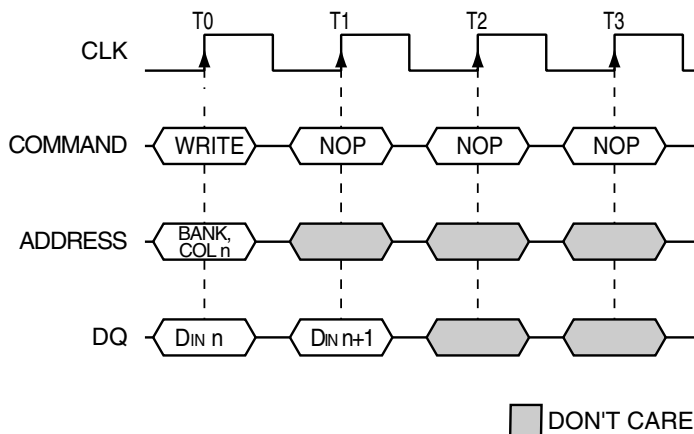 T0 T1 T2 T3
CLK
COMMAND WRITE NOP NOP NOP
ADDRESS BANK,
COL n
DQ DIN n DIN n+1
DON'T CARE